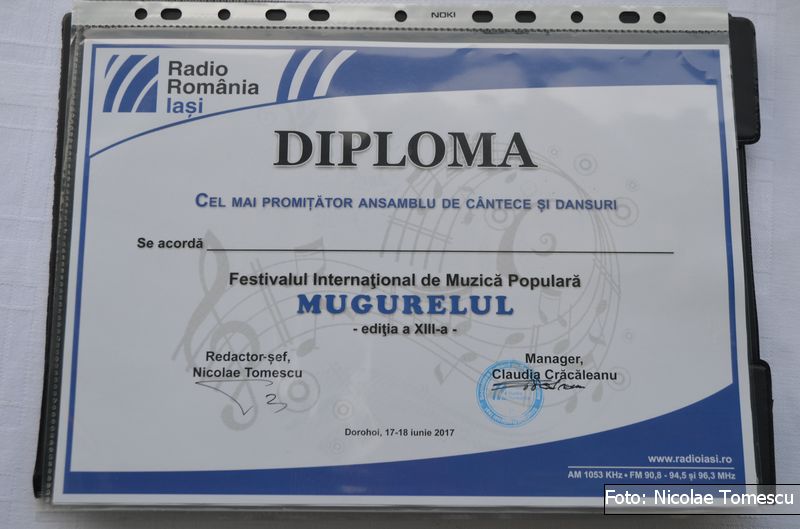 NOKI
Radio
România
Iași
DIPLOMA
CEL MAI PROMIȚĂTOR ANSAMBLU DE CÂNTECE ȘI DANSURI
Se acordă
Festivalul Internaţional de Muzică Populară
MUGURELUL
- ediţia a XIII-a -
Redactor-șef,
Nicolae Tomescu
Manager,
Claudia Crăcăleanu
Dorohoi, 17-18 iunie 2017
www.radioiasi.ro
AM 1053 KHz • FM 90,8 - 94,5 și 96,3 MHz
Foto: Nicolae Tomescu